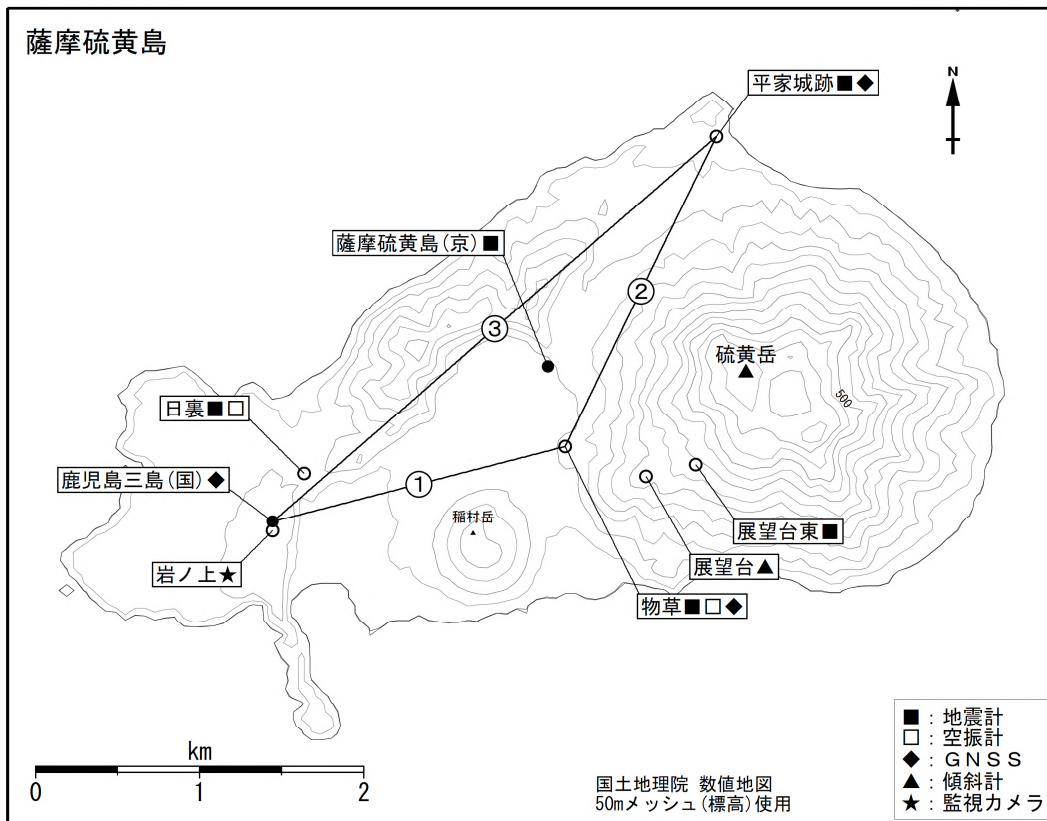 薩摩硫黄島
N
平家城跡■◆
薩摩硫黄島(京)■
②
③
硫黄岳
500
日裏■□
鹿児島三島(国)◆
①
稲村岳
展望台東■
展望台▲
岩ノ上★
物草■□◆
km
0 1 2
国土地理院 数値地図
50mメッシュ(標高)使用
■:地震計
□:空振計
◆:GNSS
▲:傾斜計
★:監視カメラ